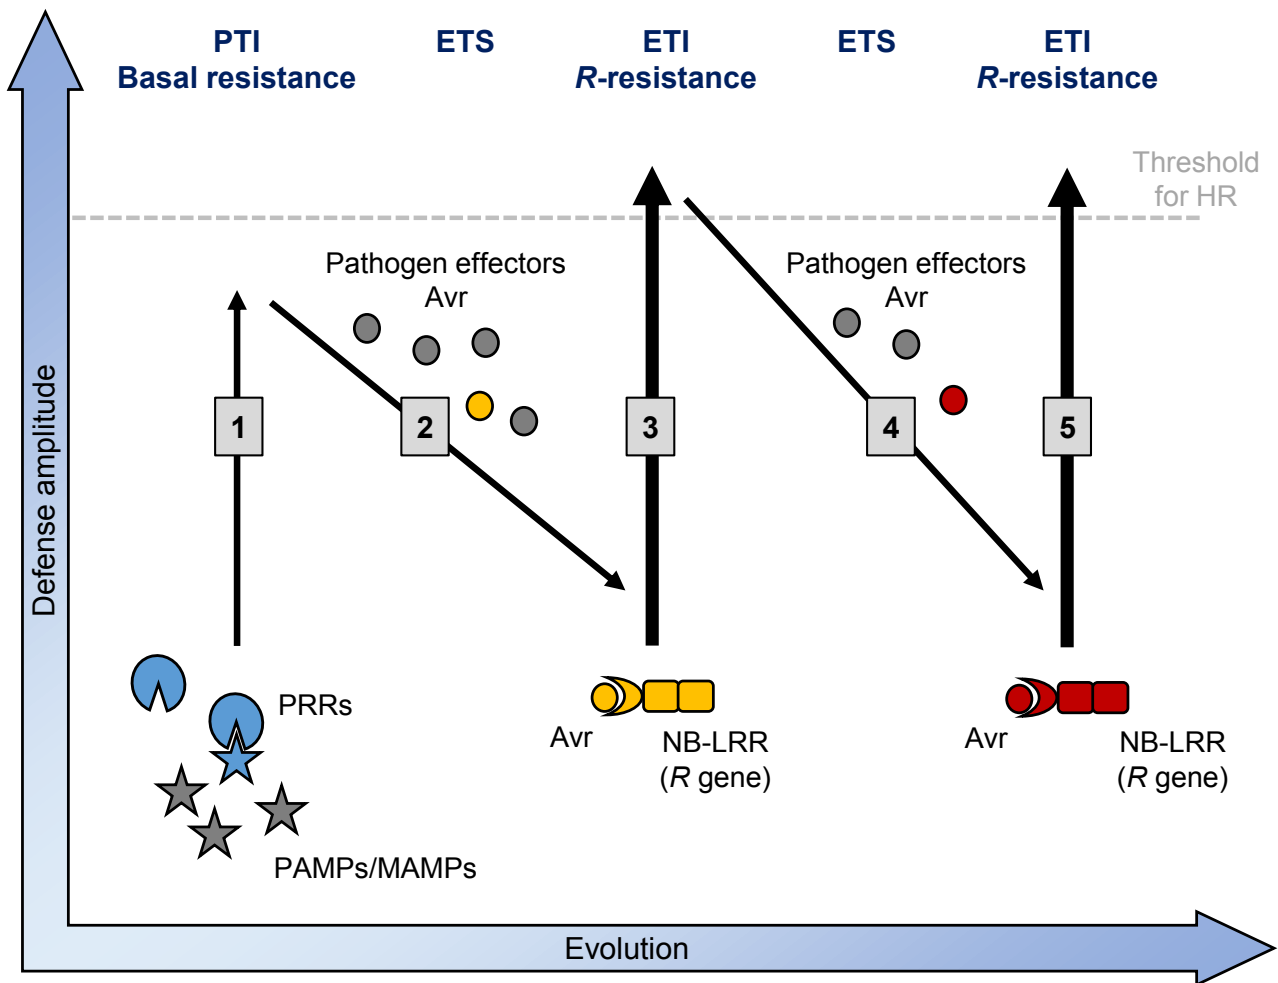 PTI
Basal resistance
ETS
ETI
R-resistance
ETS
ETI
R-resistance
Threshold
for HR
Pathogen effectors
Avr
Pathogen effectors
Avr
Defense amplitude
1
2
3
4
5
PRRs
PAMPs/MAMPs
Avr
NB-LRR
(R gene)
Avr
NB-LRR
(R gene)
Evolution